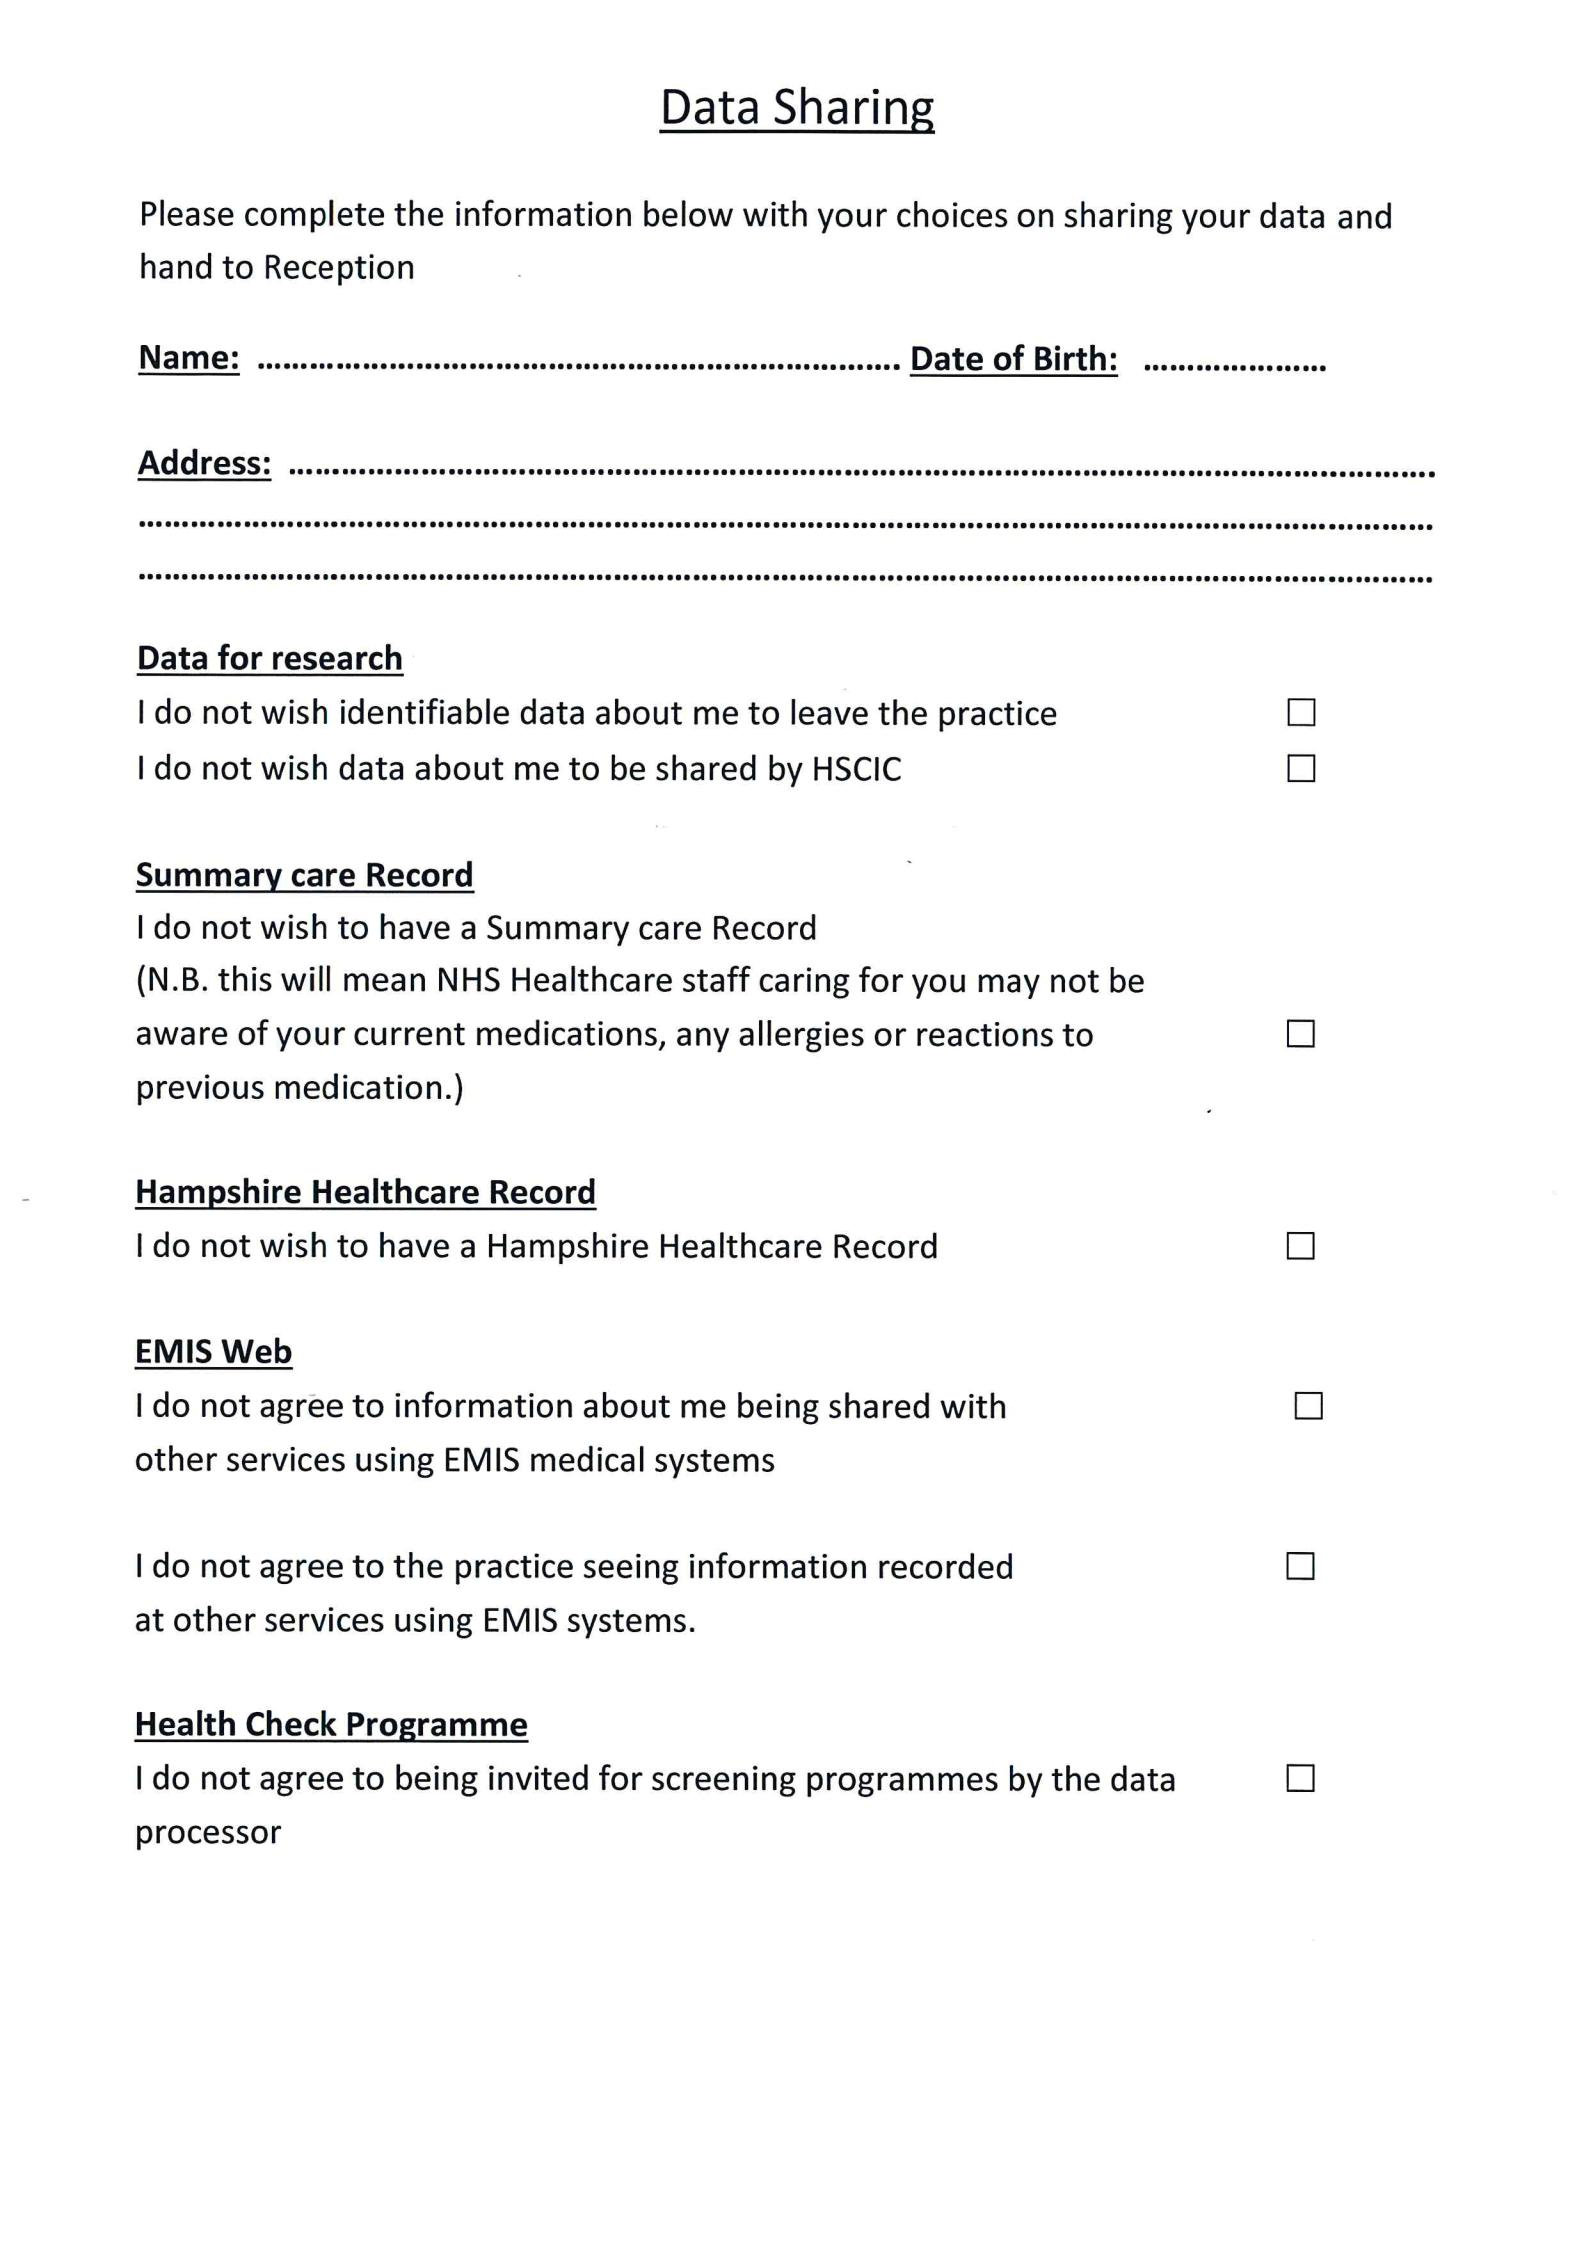 Data Sharing
Please complete the information below with your choices on sharing your data and
hand to Reception
Name: ........................................................................ Date of Birth: .....................
Address: ................................................................................................................................
................................................................................................................................................
................................................................................................................................................
Data for research
I do not wish identifiable data about me to leave the practice ☐
I do not wish data about me to be shared by HSCIC ☐
Summary care Record
I do not wish to have a Summary care Record
(N.B. this will mean NHS Healthcare staff caring for you may not be
aware of your current medications, any allergies or reactions to ☐
previous medication.)
Hampshire Healthcare Record
I do not wish to have a Hampshire Healthcare Record ☐
EMIS Web
I do not agree to information about me being shared with ☐
other services using EMIS medical systems
I do not agree to the practice seeing information recorded ☐
at other services using EMIS systems.
Health Check Programme
I do not agree to being invited for screening programmes by the data ☐
processor